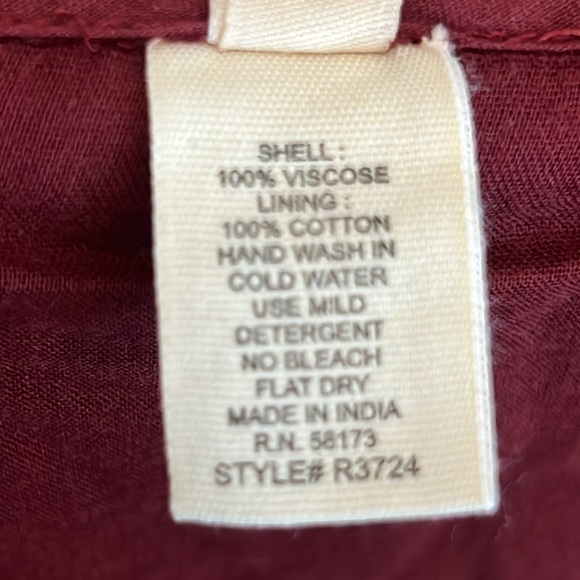 SHELL :
100% VISCOSE
LINING :
100% COTTON
HAND WASH IN
COLD WATER
USE MILD
DETERGENT
NO BLEACH
FLAT DRY
MADE IN INDIA
R.N. 58173
STYLE# R3724